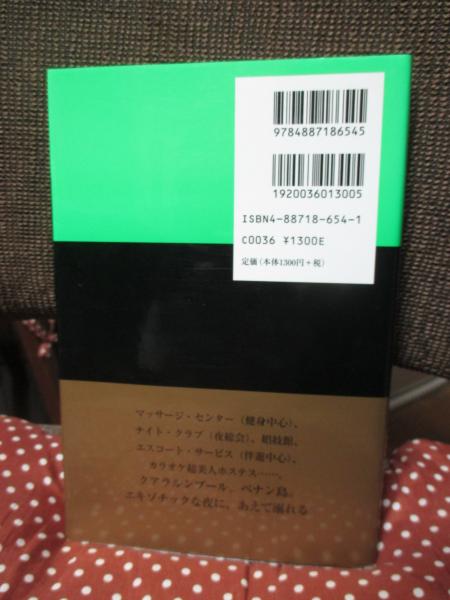 9784887186545
1920036013005
ISBN4-88718-654-1
C0036 ¥1300E
定価(本体1300円+税)
マッサージ・センター(健身中心)、
ナイト・クラブ(夜総会)、娼妓館、
エスコート・サービス(伴遊中心)、
カラオケ超美人ホステス……。
クアラルンプール、ペナン島。
エキゾチックな夜に、あえて溺れる